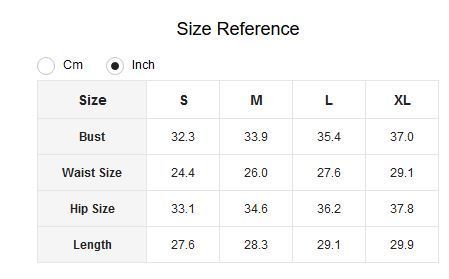 Size Reference
Cm Inch
Size S M L XL
Bust 32.3 33.9 35.4 37.0
Waist Size 24.4 26.0 27.6 29.1
Hip Size 33.1 34.6 36.2 37.8
Length 27.6 28.3 29.1 29.9